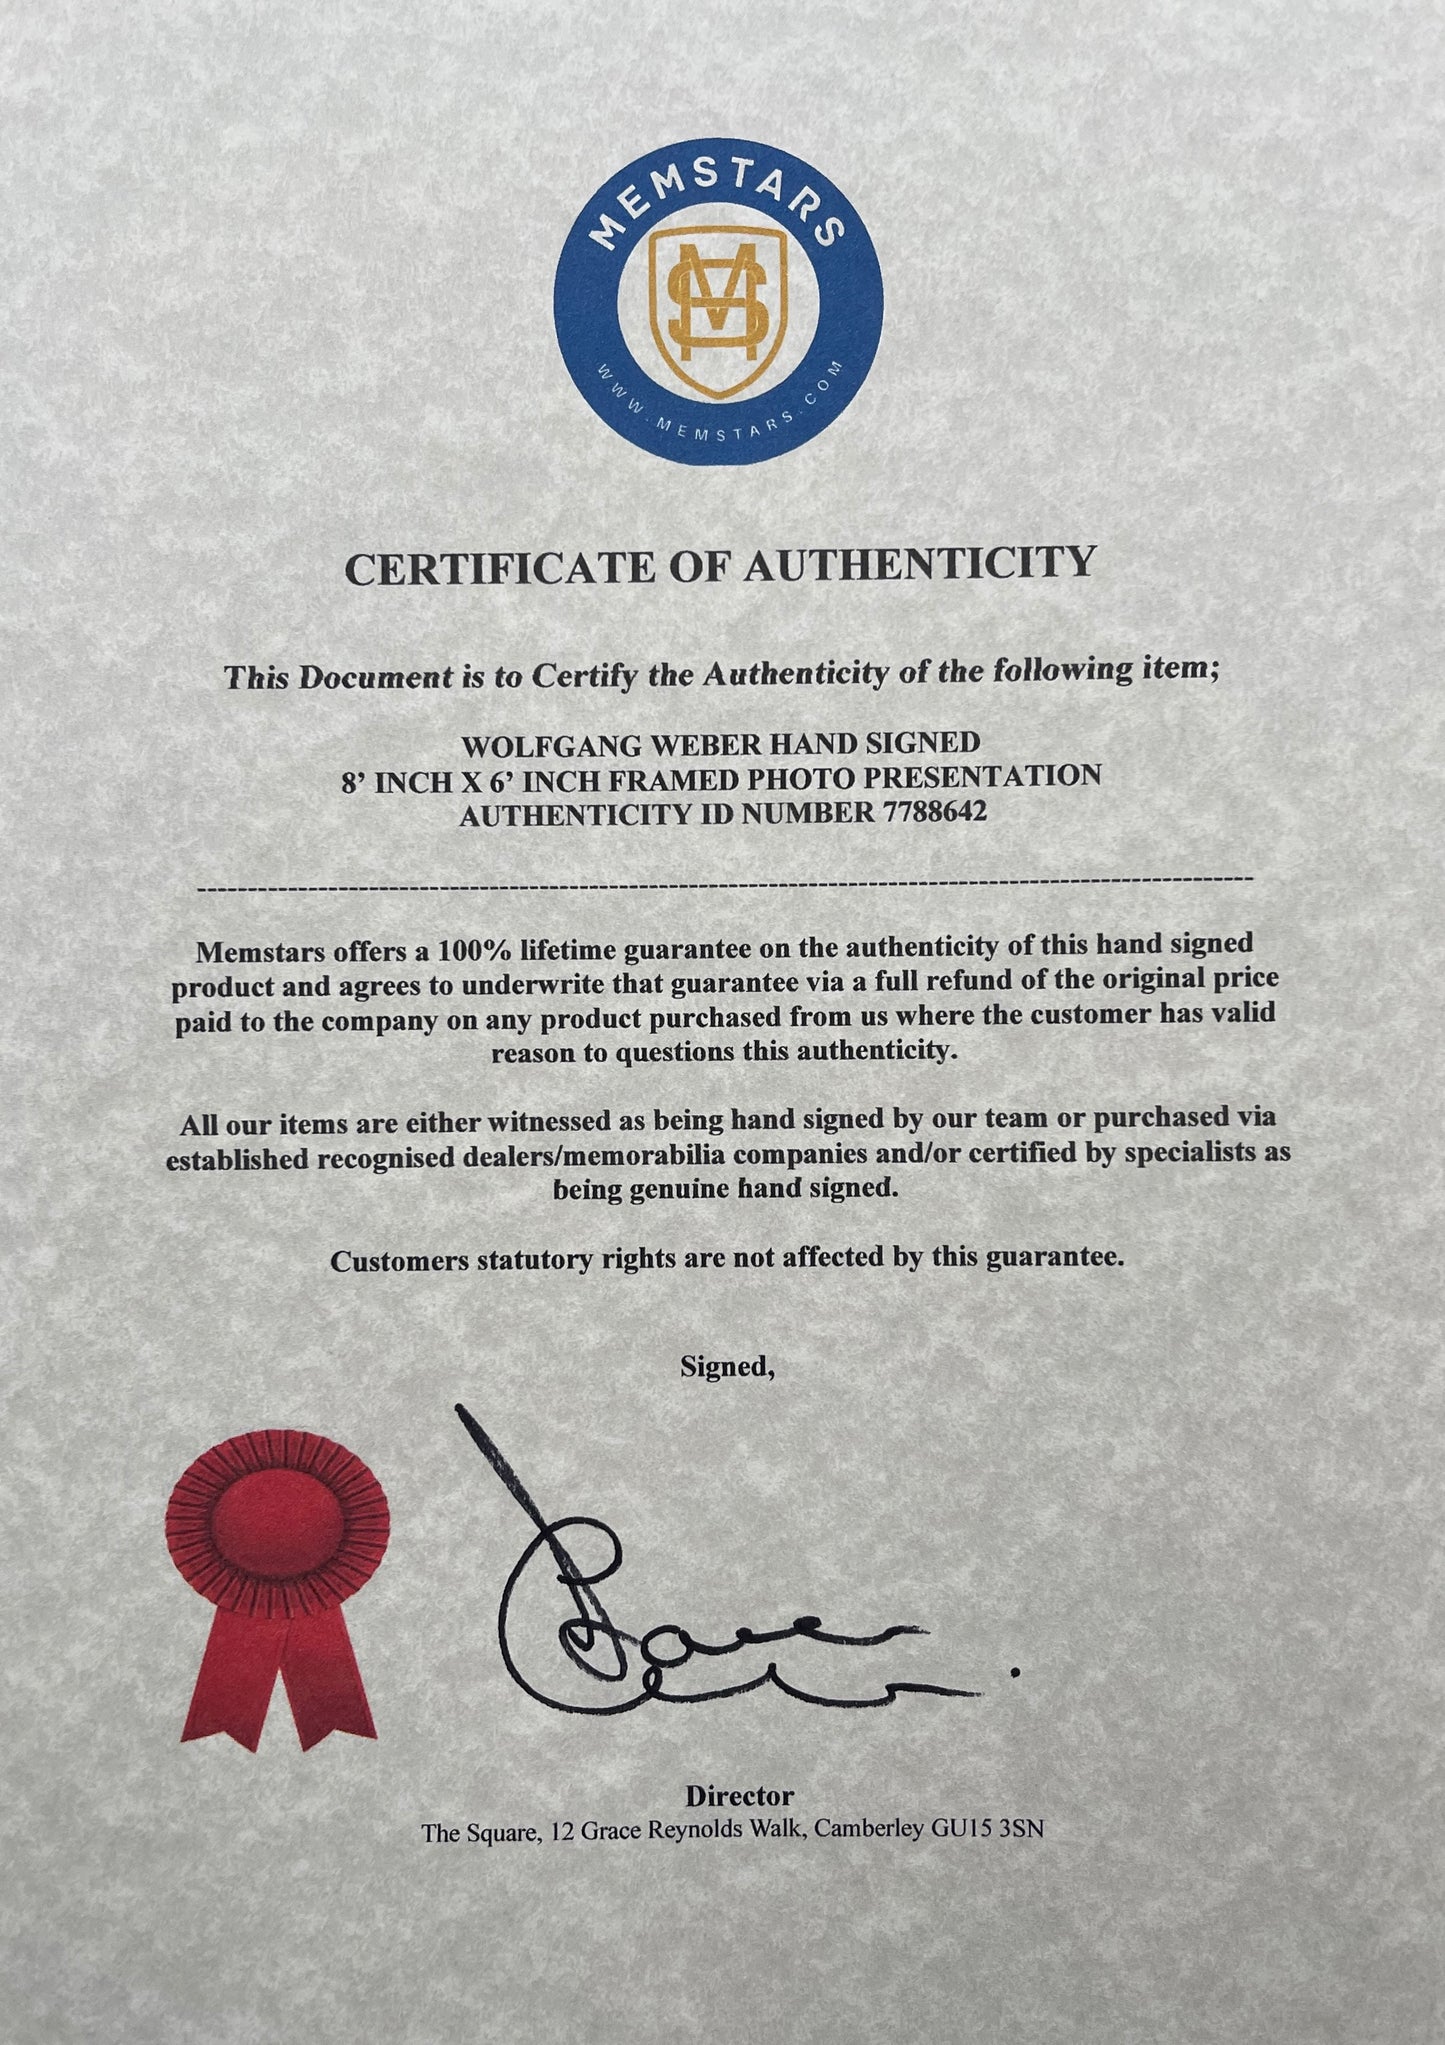 MEMSTARS
MS
WWW.MEMSTARS.COM
CERTIFICATE OF AUTHENTICITY
This Document is to Certify the Authenticity of the following item;
WOLFGANG WEBER HAND SIGNED
8’ INCH X 6’ INCH FRAMED PHOTO PRESENTATION
AUTHENTICITY ID NUMBER 7788642
Memstars offers a 100% lifetime guarantee on the authenticity of this hand signed
product and agrees to underwrite that guarantee via a full refund of the original price
paid to the company on any product purchased from us where the customer has valid
reason to questions this authenticity.
All our items are either witnessed as being hand signed by our team or purchased via
established recognised dealers/memorabilia companies and/or certified by specialists as
being genuine hand signed.
Customers statutory rights are not affected by this guarantee.
Signed,
Director
The Square, 12 Grace Reynolds Walk, Camberley GU15 3SN